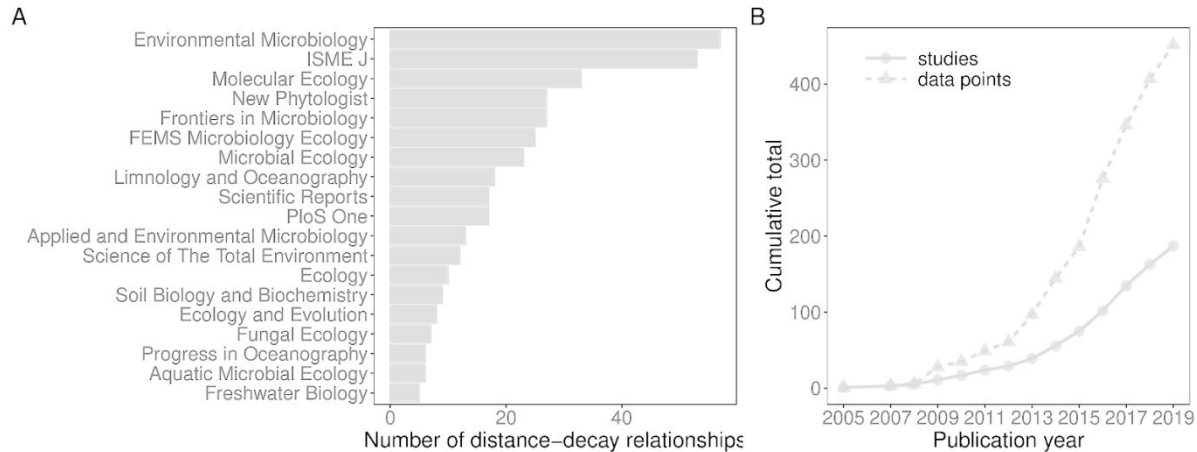 A
Environmental Microbiology
ISME J
Molecular Ecology
New Phytologist
Frontiers in Microbiology
FEMS Microbiology Ecology
Microbial Ecology
Limnology and Oceanography
Scientific Reports
PloS One
Applied and Environmental Microbiology
Science of The Total Environment
Ecology
Soil Biology and Biochemistry
Ecology and Evolution
Fungal Ecology
Progress in Oceanography
Aquatic Microbial Ecology
Freshwater Biology
0 20 40
Number of distance−decay relationships
B
studies
data points
Cumulative total
400
300
200
100
0
2005 2007 2009 2011 2013 2015 2017 2019
Publication year